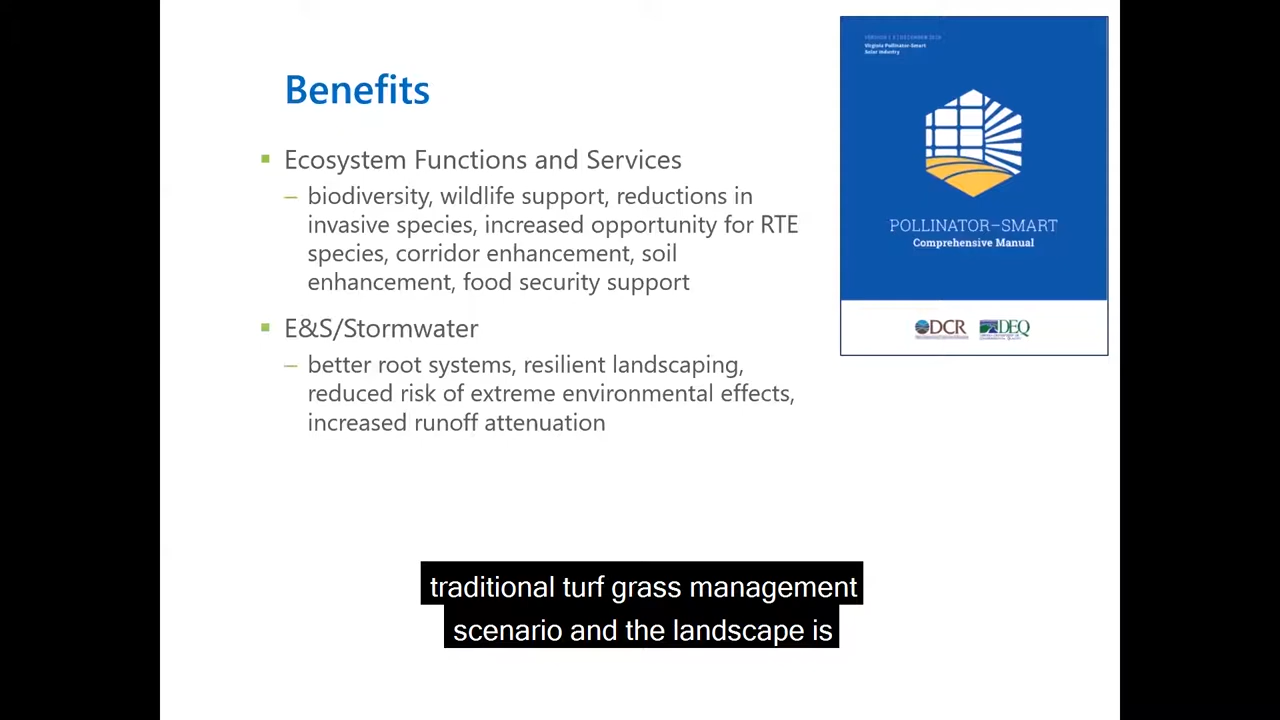 Benefits
▪ Ecosystem Functions and Services
– biodiversity, wildlife support, reductions in
invasive species, increased opportunity for RTE
species, corridor enhancement, soil
enhancement, food security support
▪ E&S/Stormwater
– better root systems, resilient landscaping,
reduced risk of extreme environmental effects,
increased runoff attenuation
Virginia Pollinator-Smart
Solar Industry
POLLINATOR–SMART
Comprehensive Manual
DCR
DEQ
traditional turf grass management
scenario and the landscape is